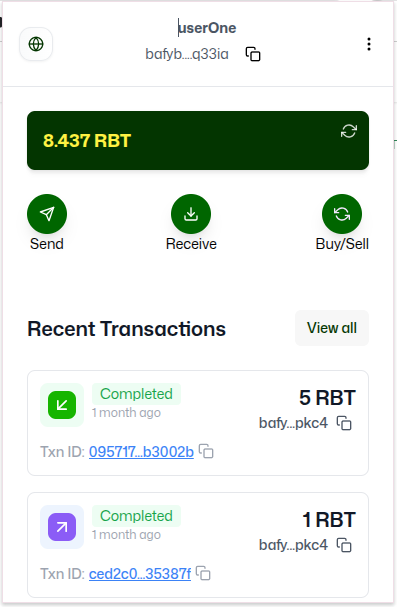 userOne
bafyb....q33ia
8.437 RBT
Send Receive Buy/Sell
Recent Transactions View all
Completed
1 month ago
5 RBT
bafy...pkc4
Txn ID: 095717...b3002b
Completed
1 month ago
1 RBT
bafy...pkc4
Txn ID: ced2c0...35387f